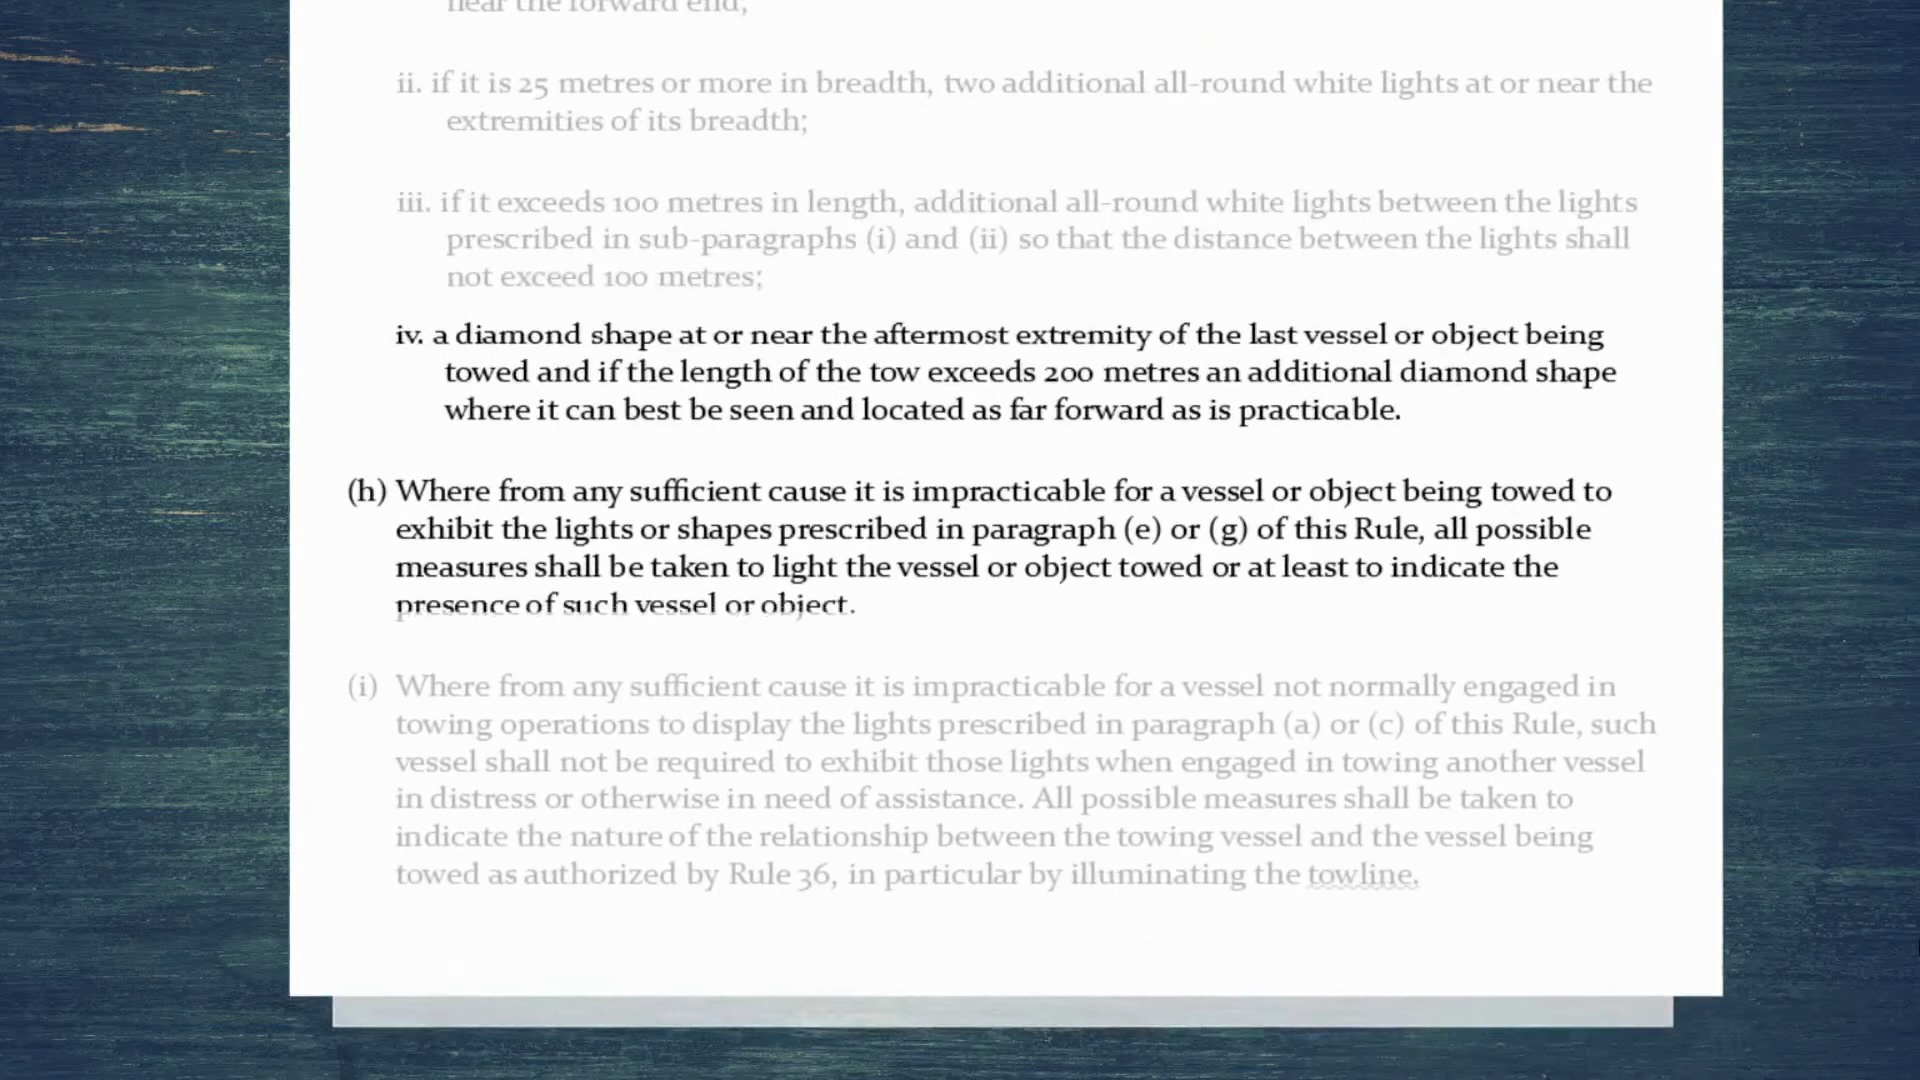 near the forward end;
ii. if it is 25 metres or more in breadth, two additional all-round white lights at or near the
extremities of its breadth;
iii. if it exceeds 100 metres in length, additional all-round white lights between the lights
prescribed in sub-paragraphs (i) and (ii) so that the distance between the lights shall
not exceed 100 metres;
iv. a diamond shape at or near the aftermost extremity of the last vessel or object being
towed and if the length of the tow exceeds 200 metres an additional diamond shape
where it can best be seen and located as far forward as is practicable.
(h) Where from any sufficient cause it is impracticable for a vessel or object being towed to
exhibit the lights or shapes prescribed in paragraph (e) or (g) of this Rule, all possible
measures shall be taken to light the vessel or object towed or at least to indicate the
presence of such vessel or object.
(i) Where from any sufficient cause it is impracticable for a vessel not normally engaged in
towing operations to display the lights prescribed in paragraph (a) or (c) of this Rule, such
vessel shall not be required to exhibit those lights when engaged in towing another vessel
in distress or otherwise in need of assistance. All possible measures shall be taken to
indicate the nature of the relationship between the towing vessel and the vessel being
towed as authorized by Rule 36, in particular by illuminating the towline.